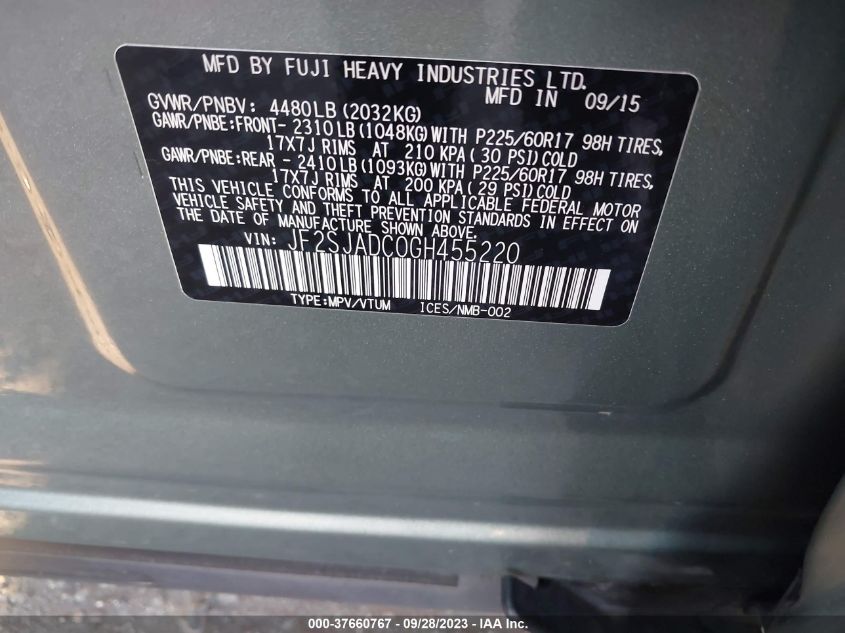 MFD BY FUJI HEAVY INDUSTRIES LTD.
MFD IN 09/15
GVWR/PNBV: 4480LB(2032KG)
GAWR/PNBE:FRONT- 2310LB(1048KG)WITH P225/60R17 98H TIRES,
17X7J RIMS AT 210 KPA(30 PSI)COLD
GAWR/PNBE:REAR - 2410LB(1093KG)WITH P225/60R17 98H TIRES,
17X7J RIMS AT 200 KPA(29 PSI)COLD
THIS VEHICLE CONFORMS TO ALL APPLICABLE FEDERAL MOTOR
VEHICLE SAFETY AND THEFT PREVENTION STANDARDS IN EFFECT ON
THE DATE OF MANUFACTURE SHOWN ABOVE.
VIN: JF2SJADC0GH455220
TYPE:MPV/VTUM ICES/NMB-002
000-37660767 - 09/28/2023 - IAA Inc.